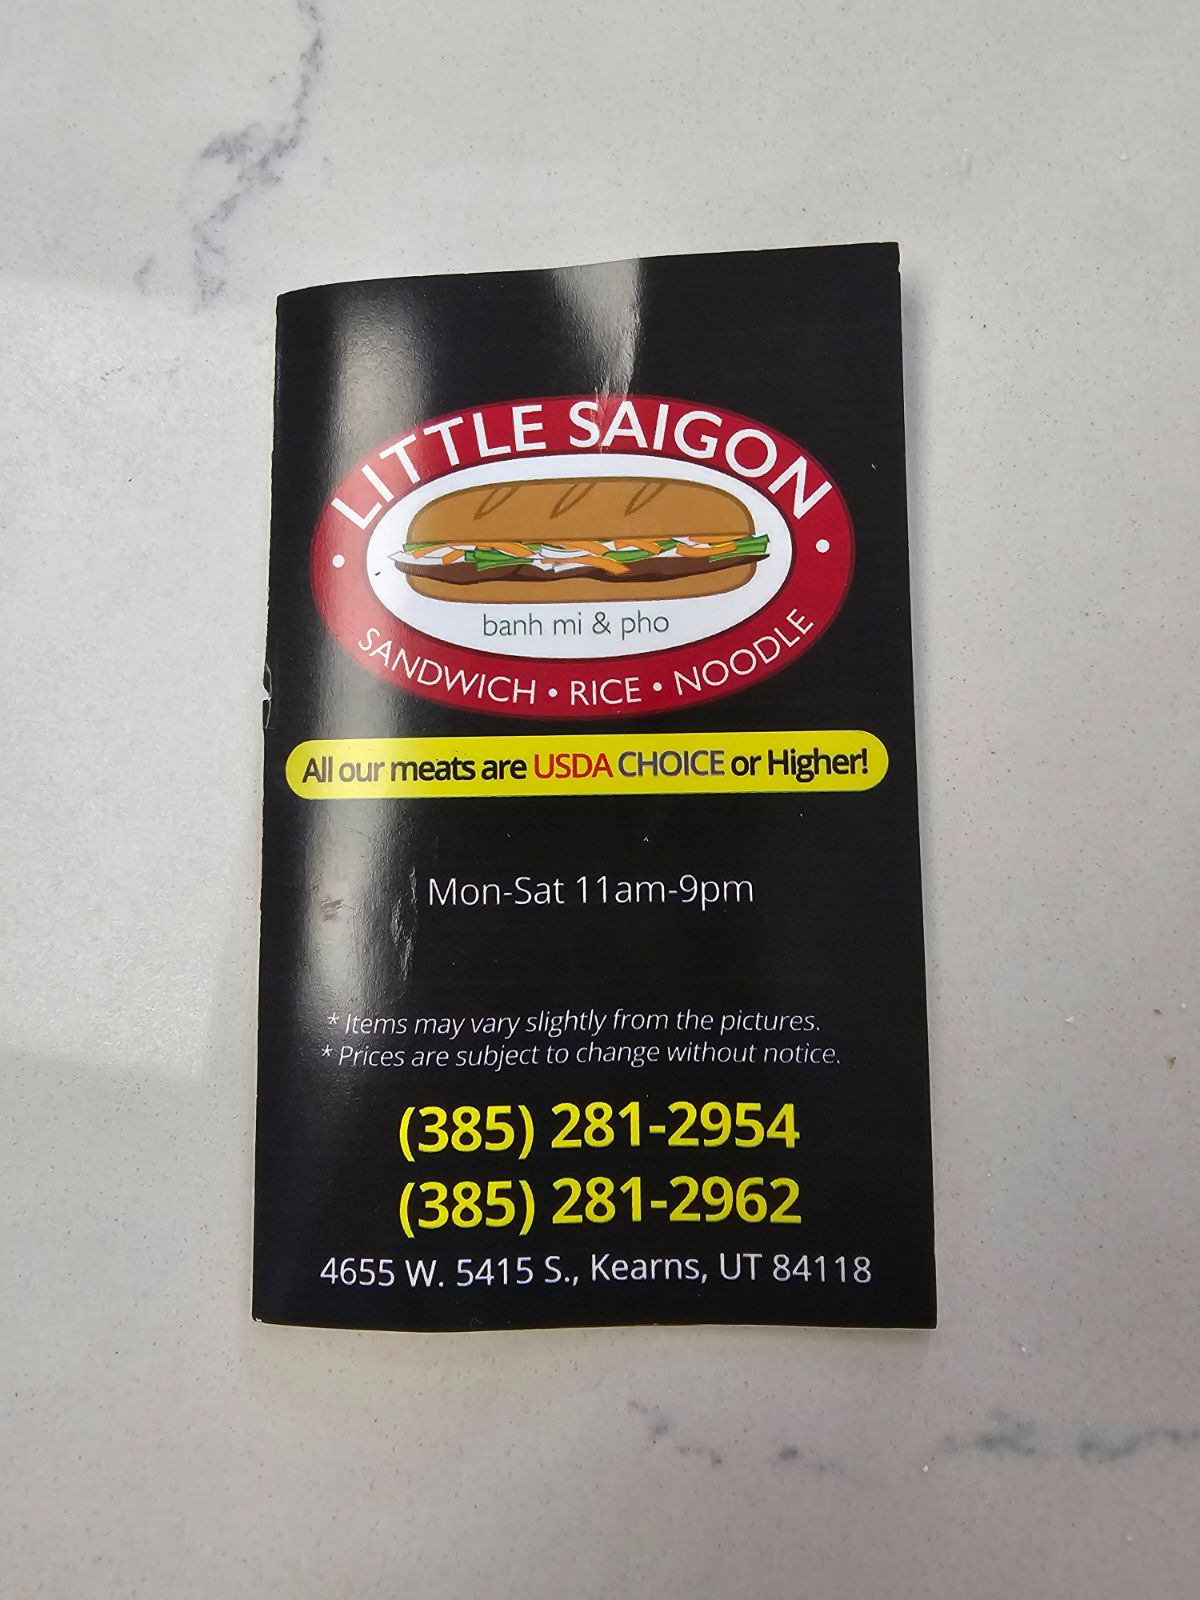 LITTLE SAIGON
banh mi & pho
SANDWICH • RICE • NOODLE
All our meats are USDA CHOICE or Higher!
Mon-Sat 11am-9pm
* Items may vary slightly from the pictures.
* Prices are subject to change without notice.
(385) 281-2954
(385) 281-2962
4655 W. 5415 S., Kearns, UT 84118